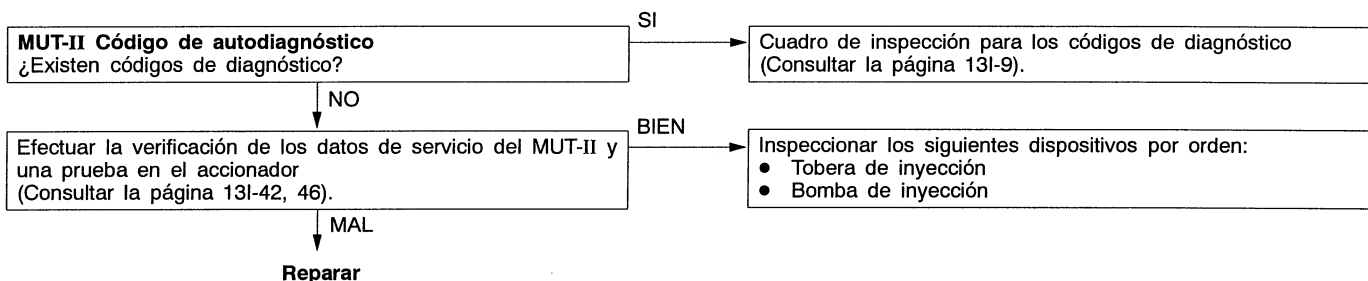 MUT-II Código de autodiagnóstico
¿Existen códigos de diagnóstico?
SI
Cuadro de inspección para los códigos de diagnóstico
(Consultar la página 13I-9).
NO
Efectuar la verificación de los datos de servicio del MUT-II y
una prueba en el accionador
(Consultar la página 13I-42, 46).
BIEN
Inspeccionar los siguientes dispositivos por orden:
● Tobera de inyección
● Bomba de inyección
MAL
Reparar